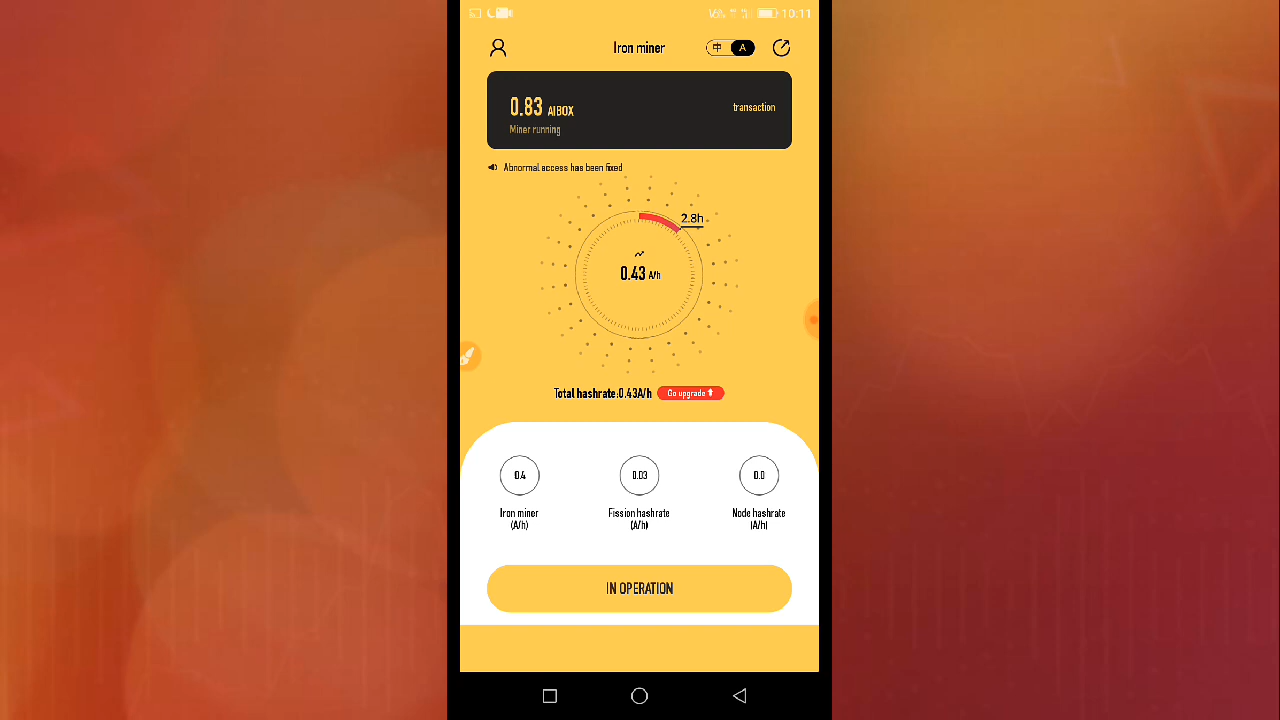 10:11
Iron miner
中 A
0.83 AIBOX
transaction
Miner running
Abnormal access has been fixed
2.8h
0.43 A/h
Total hashrate:0.43A/h
Go upgrade
0.4
0.03
0.0
Iron miner
(A/h)
Fission hashrate
(A/h)
Node hashrate
(A/h)
IN OPERATION